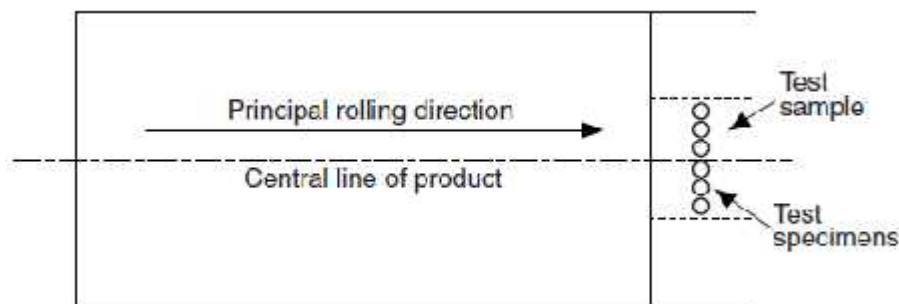 Principal rolling direction
Central line of product
Test
sample
Test
specimens